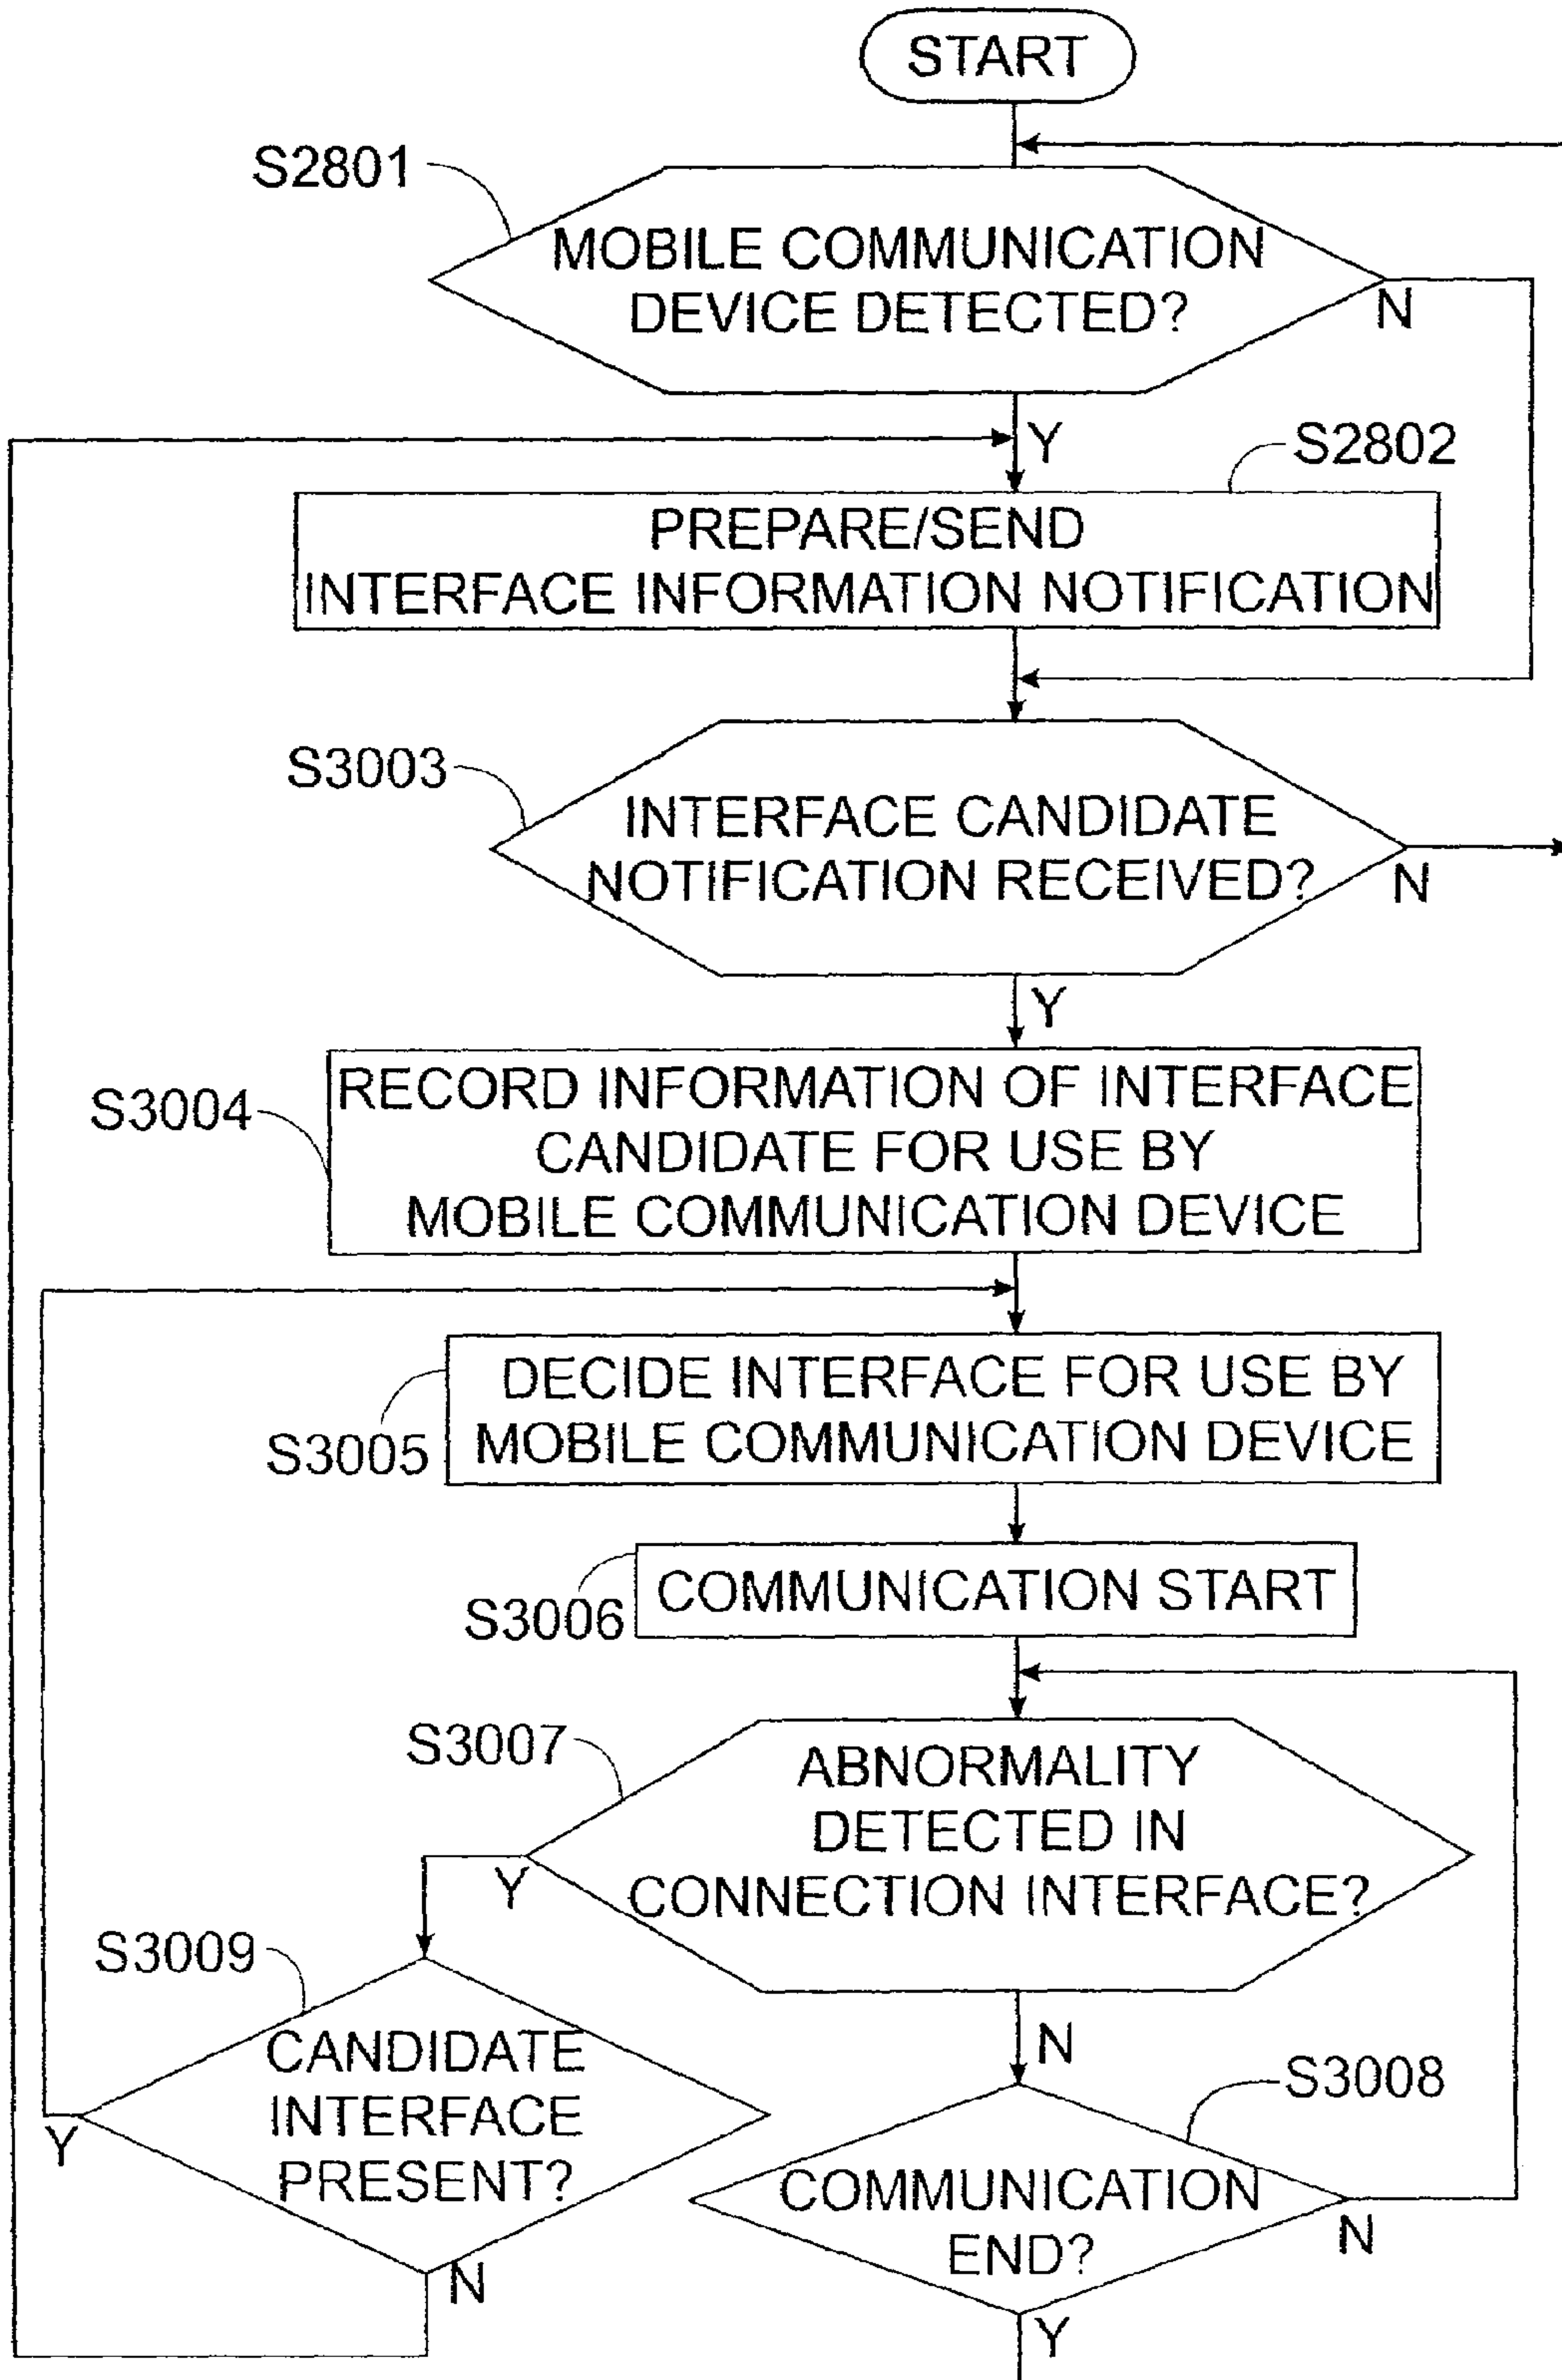 START
S2801
MOBILE COMMUNICATION
DEVICE DETECTED?
N
Y
S2802
PREPARE/SEND
INTERFACE INFORMATION NOTIFICATION
S3003
INTERFACE CANDIDATE
NOTIFICATION RECEIVED?
N
Y
S3004
RECORD INFORMATION OF INTERFACE
CANDIDATE FOR USE BY
MOBILE COMMUNICATION DEVICE
DECIDE INTERFACE FOR USE BY
MOBILE COMMUNICATION DEVICE
S3005
COMMUNICATION START
S3006
S3007
ABNORMALITY
DETECTED IN
CONNECTION INTERFACE?
Y
N
S3009
CANDIDATE
INTERFACE
PRESENT?
Y
N
S3008
COMMUNICATION
END?
N
Y